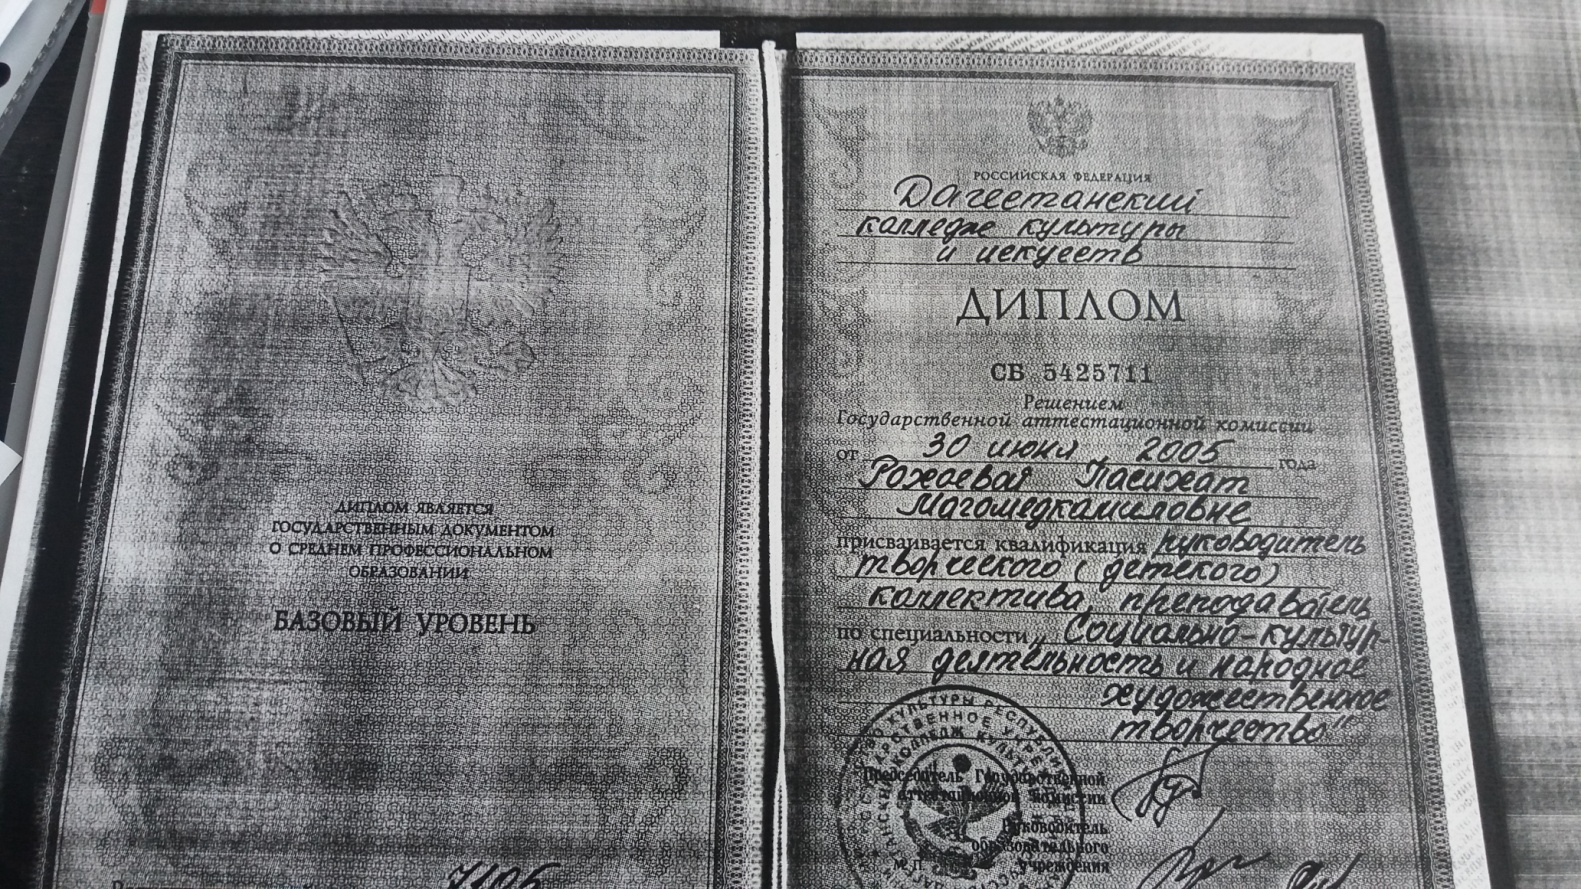 ДИПЛОМ ЯВЛЯЕТСЯ
ГОСУДАРСТВЕННЫМ ДОКУМЕНТОМ
О СРЕДНЕМ ПРОФЕССИОНАЛЬНОМ
ОБРАЗОВАНИИ
БАЗОВЫЙ УРОВЕНЬ
РОССИЙСКАЯ ФЕДЕРАЦИЯ
Дагестанский
колледж культуры
и искусств
ДИПЛОМ
СБ 5425711
Решением
Государственной аттестационной комиссии
от 30 июня 2005 года
Рожаевой Пасихат
Магомедкамиловне
присваивается квалификация руководитель
творческого (детского)
коллектива, преподаватель
по специальности „Социально-культур-
ная деятельность и народное
художественное
творчество"
Председатель Государственной
аттестационной комиссии
Руководитель
образовательного
учреждения
М.П.